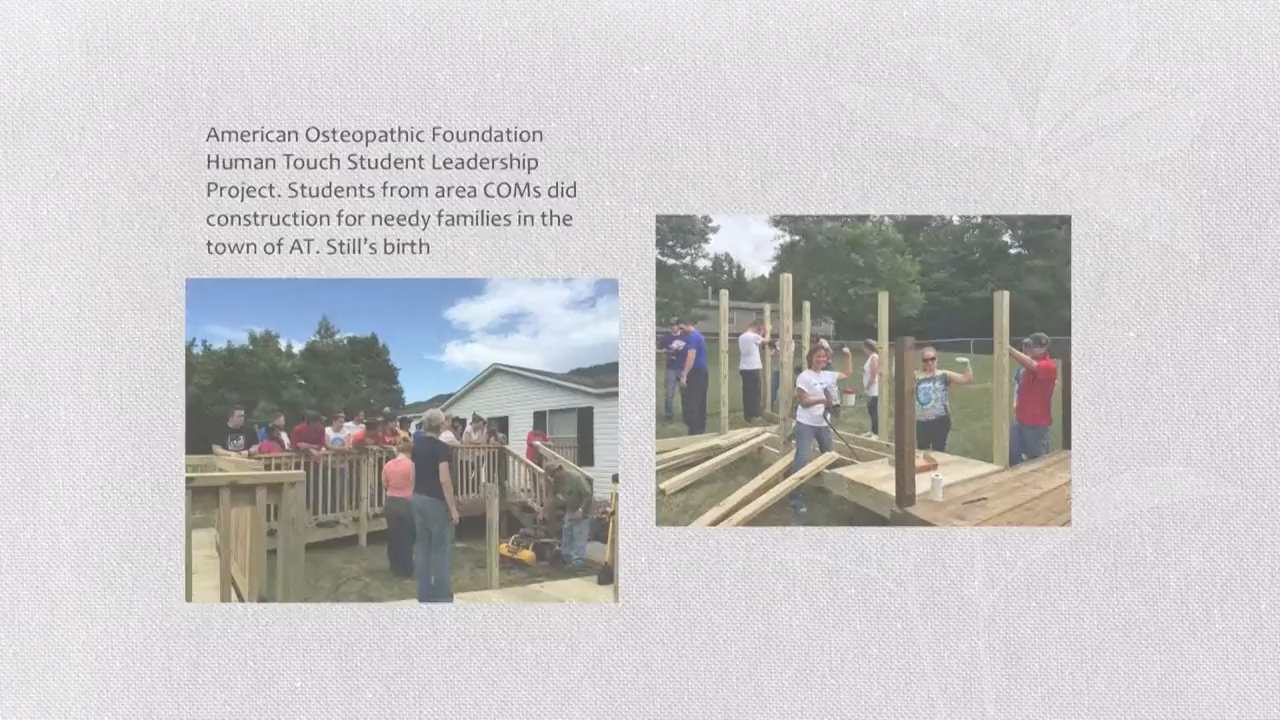 American Osteopathic Foundation
Human Touch Student Leadership
Project. Students from area COMs did
construction for needy families in the
town of AT. Still’s birth